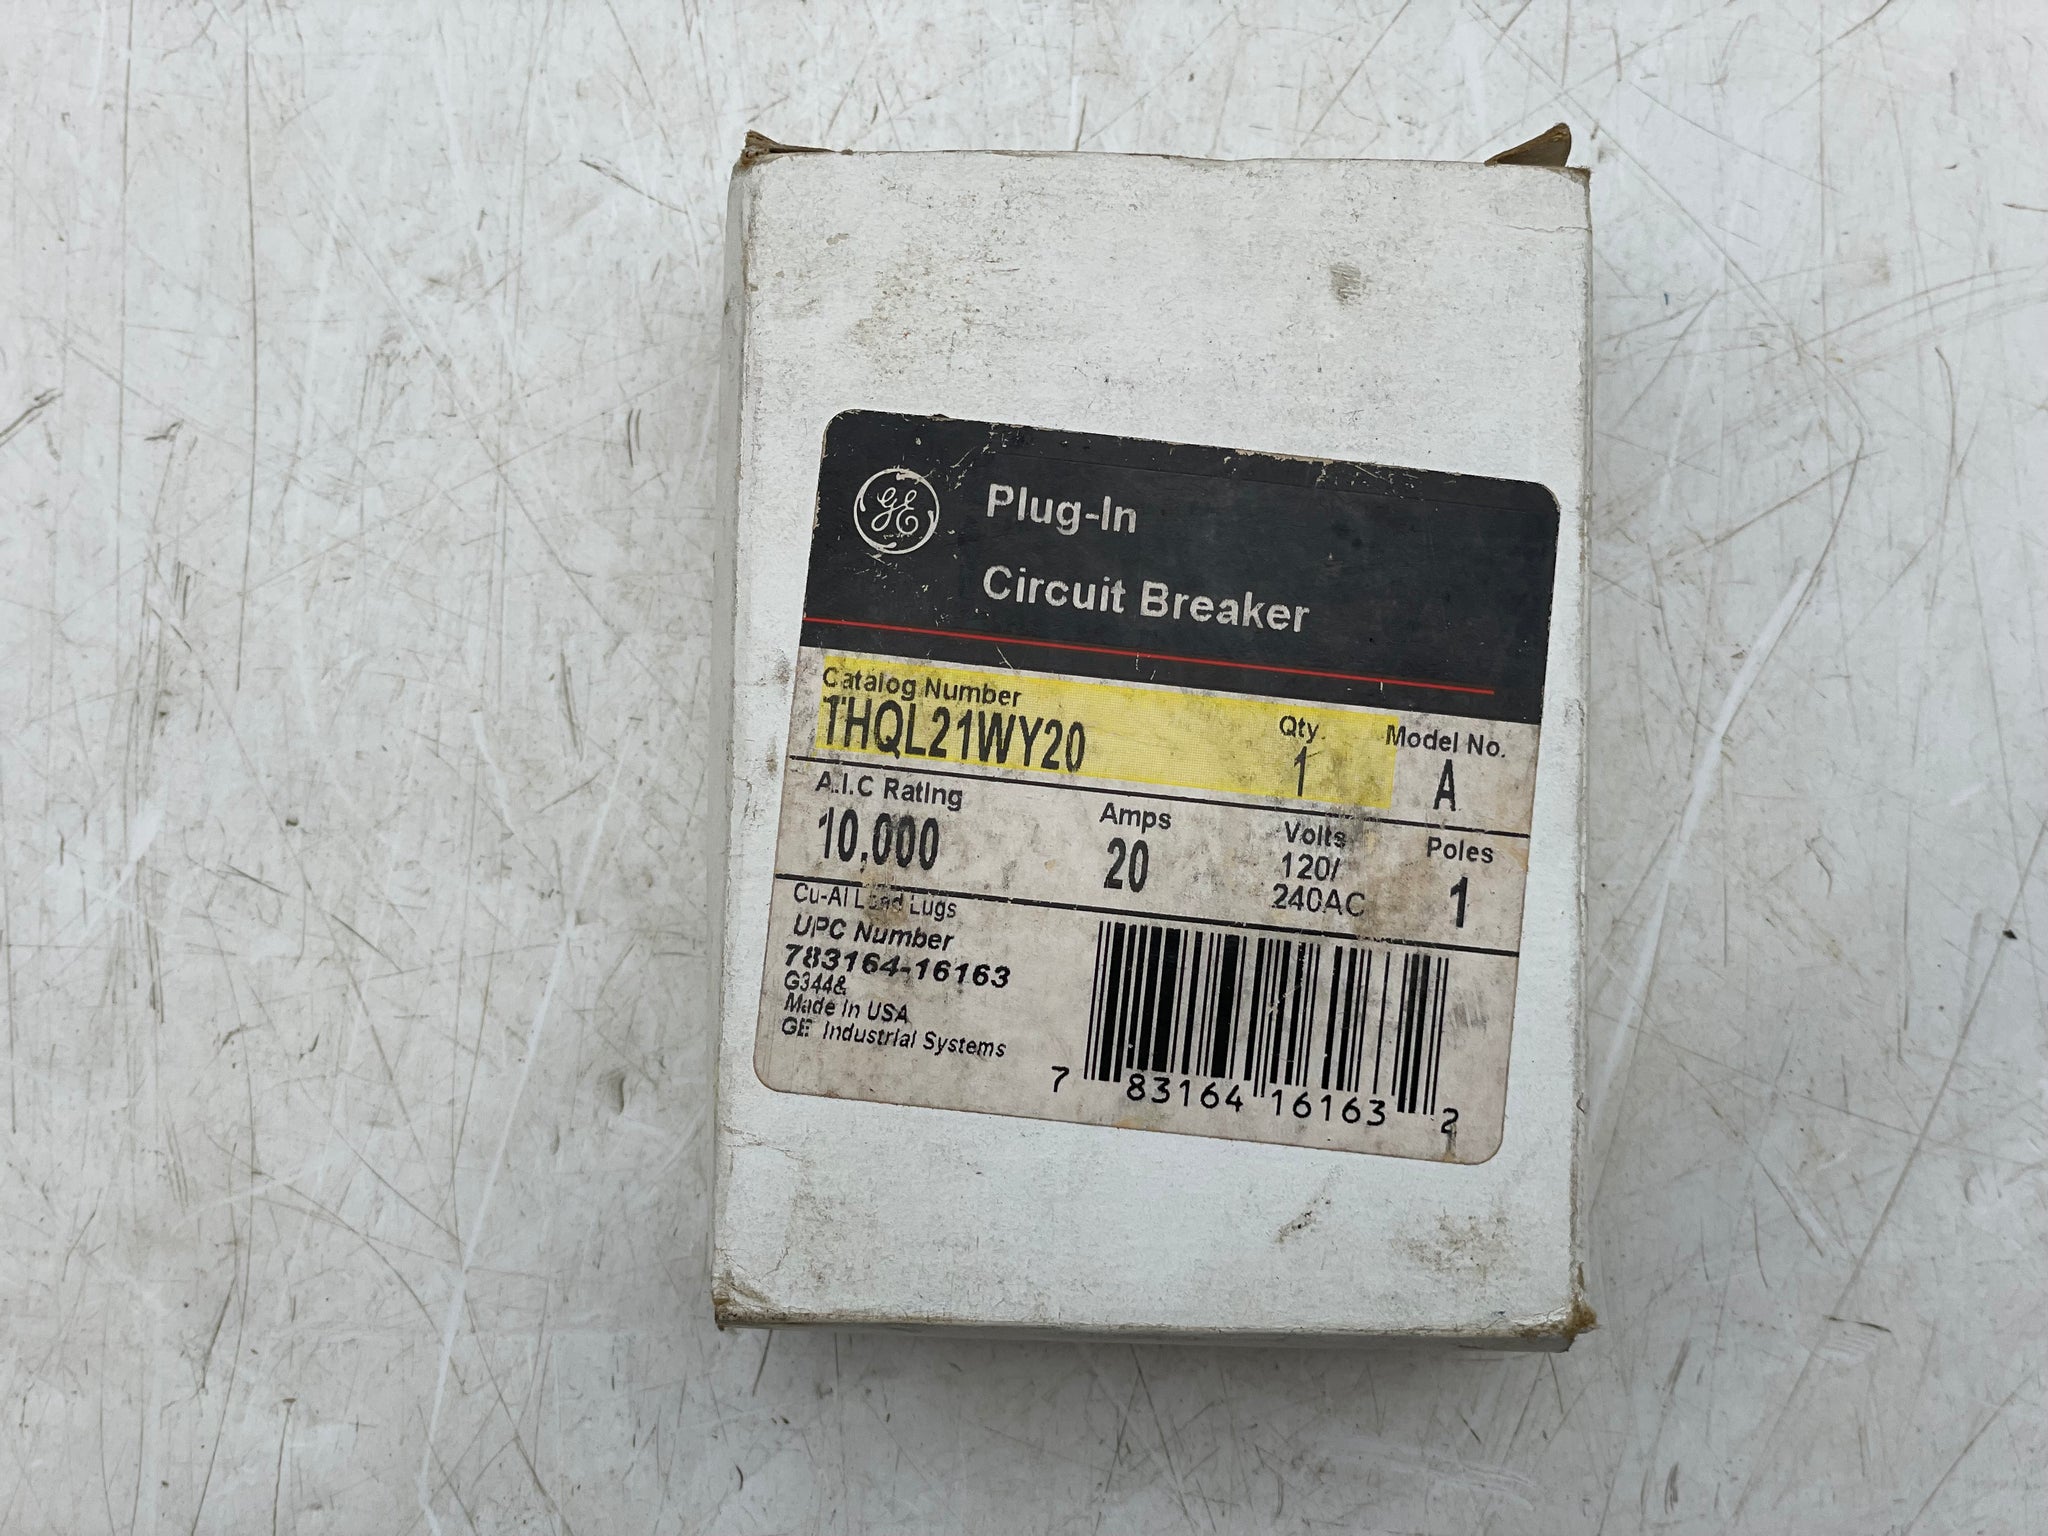 GE
Plug-In
Circuit Breaker
Catalog Number Qty. Model No.
THQL21WY20 1 A
A.I.C Rating Amps Volts Poles
10,000 20 120/ 1
240AC
Cu-Al Load Lugs
UPC Number
783164-16163
G344&
Made In USA
GE Industrial Systems
7 83164 16163 2